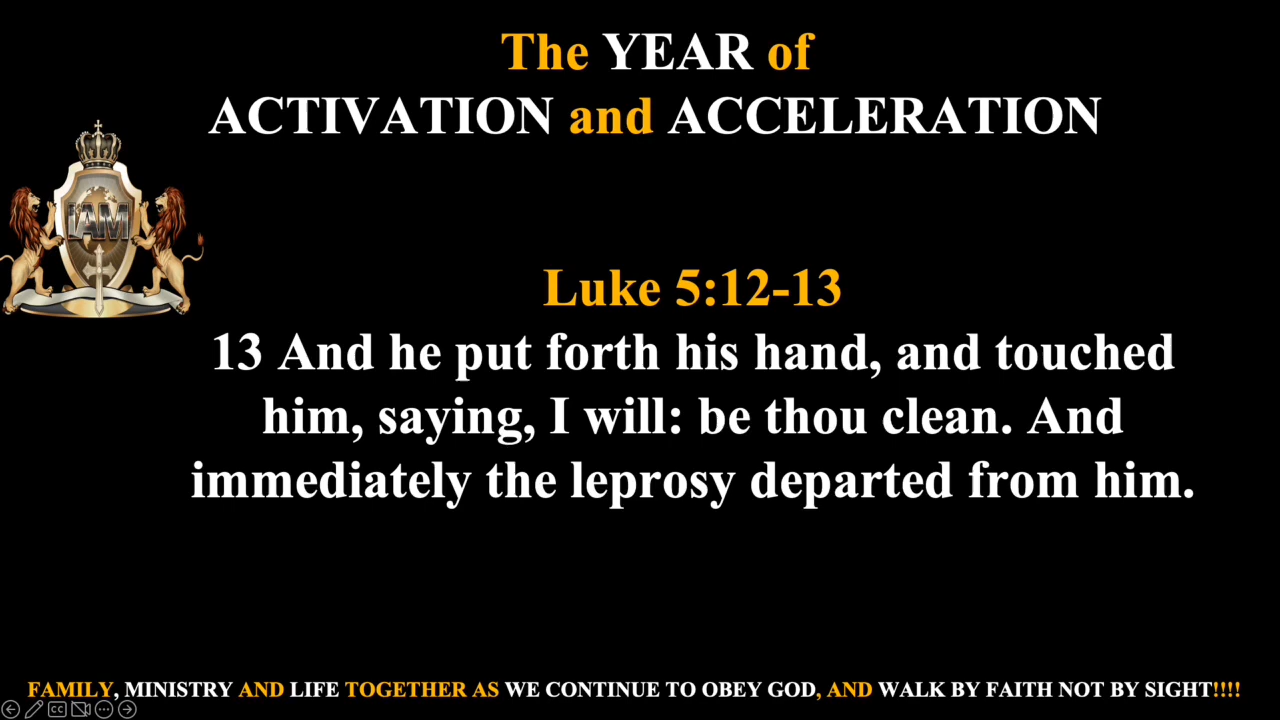 The YEAR of
ACTIVATION and ACCELERATION
IAM
Luke 5:12-13
13 And he put forth his hand, and touched
him, saying, I will: be thou clean. And
immediately the leprosy departed from him.
FAMILY, MINISTRY AND LIFE TOGETHER AS WE CONTINUE TO OBEY GOD, AND WALK BY FAITH NOT BY SIGHT!!!!
CC